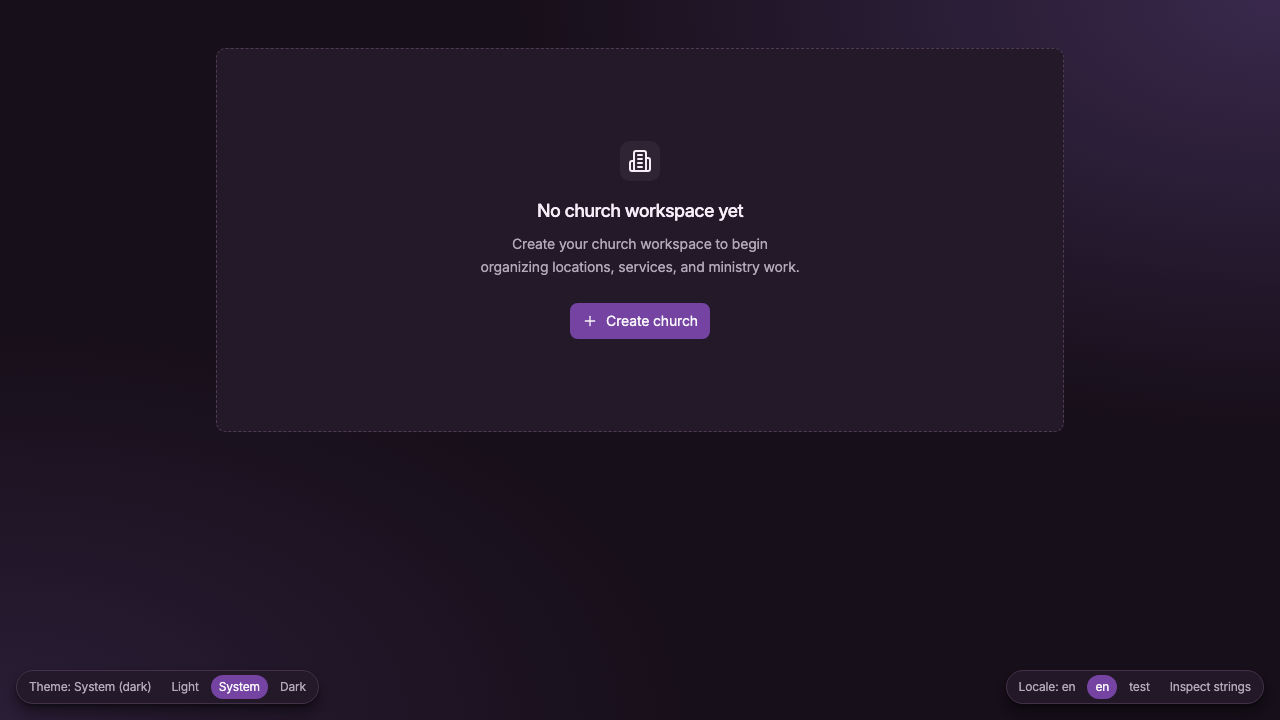 No church workspace yet
Create your church workspace to begin
organizing locations, services, and ministry work.
Create church
Theme: System (dark) Light System Dark
Locale: en en test Inspect strings